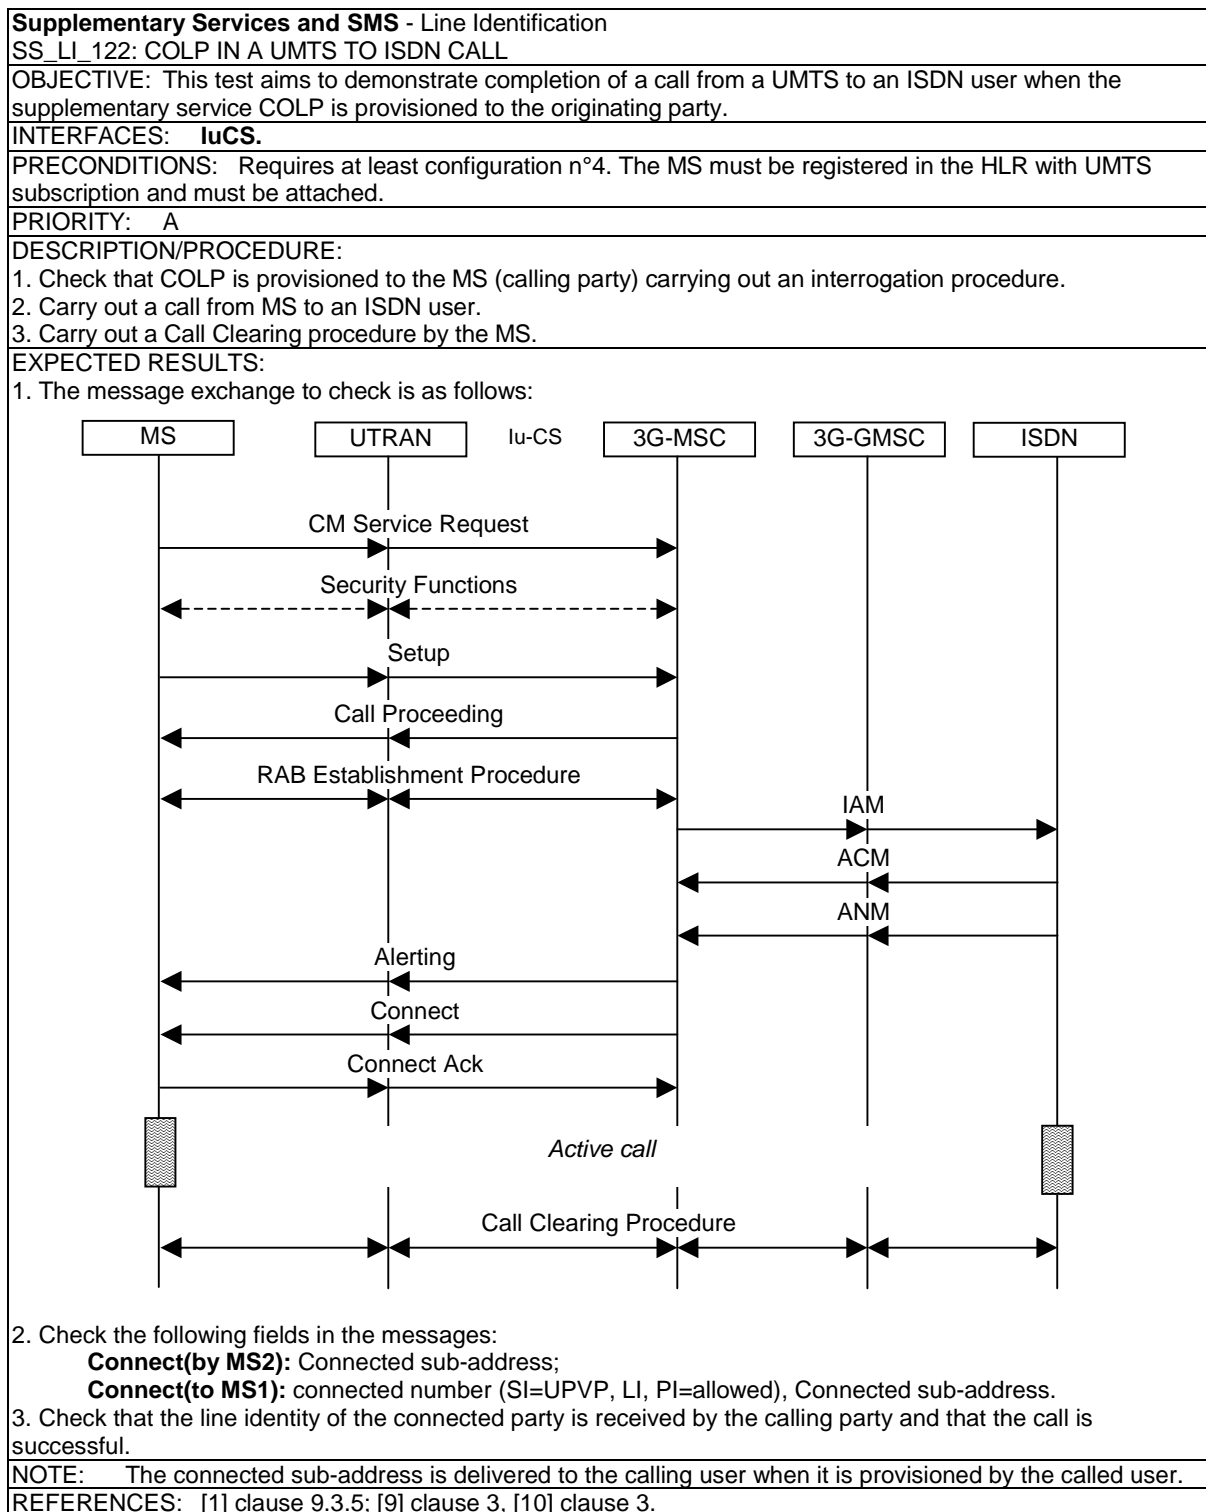 Supplementary Services and SMS - Line Identification
SS_LI_122: COLP IN A UMTS TO ISDN CALL
OBJECTIVE: This test aims to demonstrate completion of a call from a UMTS to an ISDN user when the
supplementary service COLP is provisioned to the originating party.
INTERFACES: IuCS.
PRECONDITIONS: Requires at least configuration n°4. The MS must be registered in the HLR with UMTS
subscription and must be attached.
PRIORITY: A
DESCRIPTION/PROCEDURE:
1. Check that COLP is provisioned to the MS (calling party) carrying out an interrogation procedure.
2. Carry out a call from MS to an ISDN user.
3. Carry out a Call Clearing procedure by the MS.
EXPECTED RESULTS:
1. The message exchange to check is as follows:
MS UTRAN Iu-CS 3G-MSC 3G-GMSC ISDN
CM Service Request
Security Functions
Setup
Call Proceeding
RAB Establishment Procedure
IAM
ACM
ANM
Alerting
Connect
Connect Ack
Active call
Call Clearing Procedure
2. Check the following fields in the messages:
Connect(by MS2): Connected sub-address;
Connect(to MS1): connected number (SI=UPVP, LI, PI=allowed), Connected sub-address.
3. Check that the line identity of the connected party is received by the calling party and that the call is
successful.
NOTE: The connected sub-address is delivered to the calling user when it is provisioned by the called user.
REFERENCES: [1] clause 9.3.5; [9] clause 3, [10] clause 3.